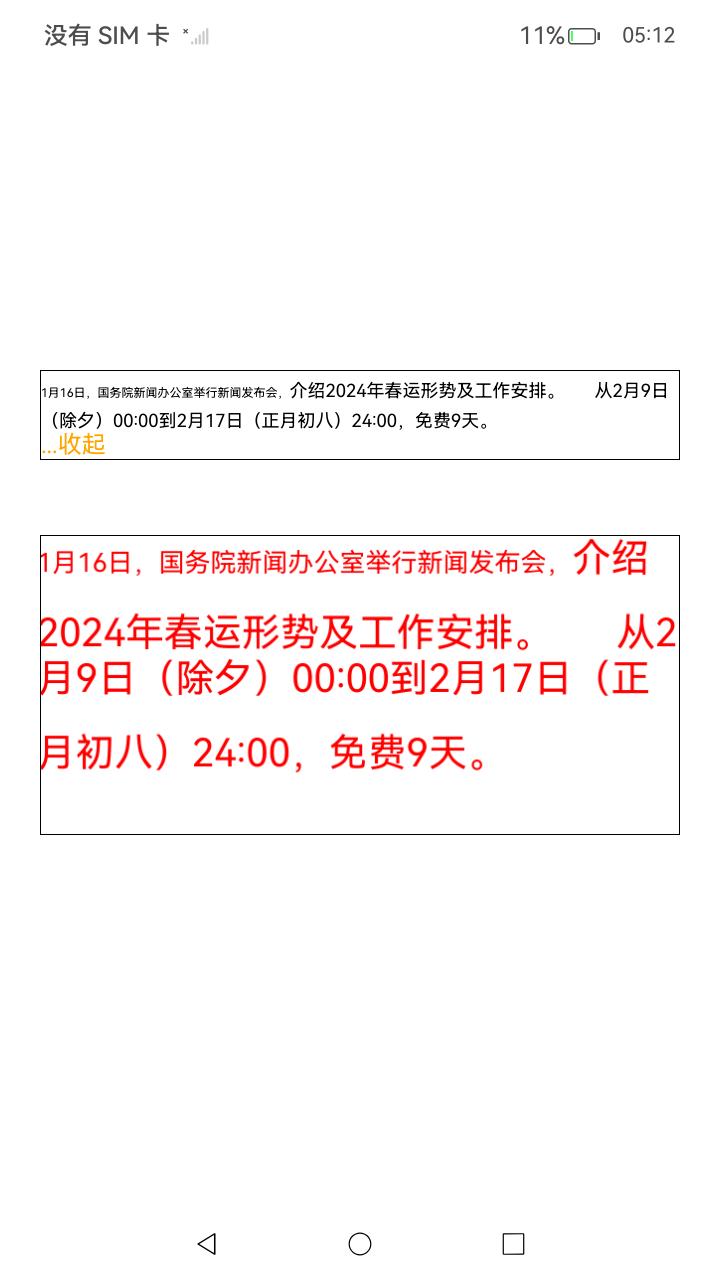 没有 SIM 卡 11% 05:12
1月16日，国务院新闻办公室举行新闻发布会，介绍2024年春运形势及工作安排。　　从2月9日
（除夕）00:00到2月17日（正月初八）24:00，免费9天。
...收起
1月16日，国务院新闻办公室举行新闻发布会，介绍
2024年春运形势及工作安排。　　从2
月9日（除夕）00:00到2月17日（正
月初八）24:00，免费9天。